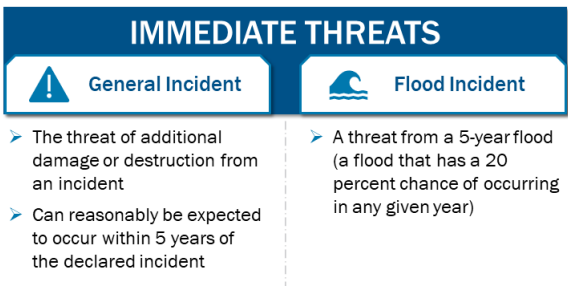 IMMEDIATE THREATS
General Incident
The threat of additional
damage or destruction from
an incident
Can reasonably be expected
to occur within 5 years of
the declared incident
Flood Incident
A threat from a 5-year flood
(a flood that has a 20
percent chance of occurring
in any given year)